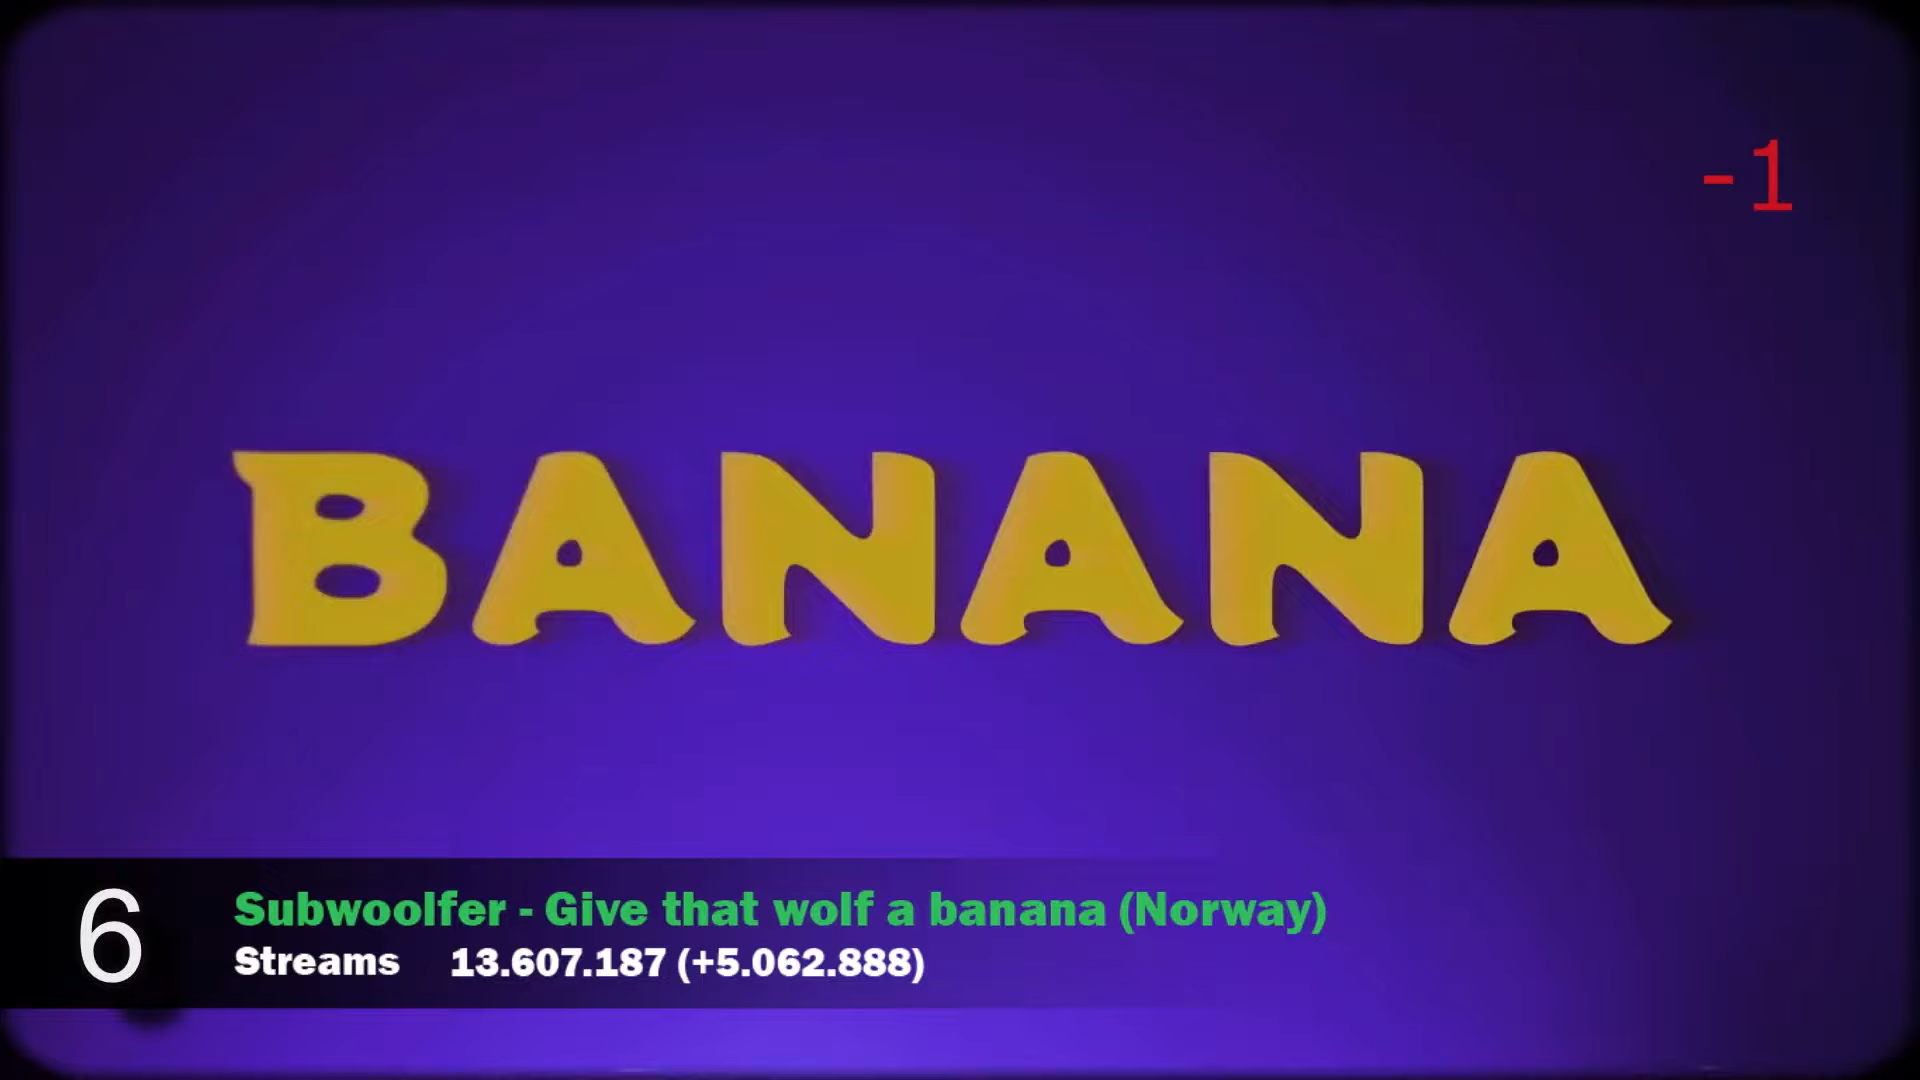 -1
BANANA
6
Subwoolfer - Give that wolf a banana (Norway)
Streams 13.607.187 (+5.062.888)